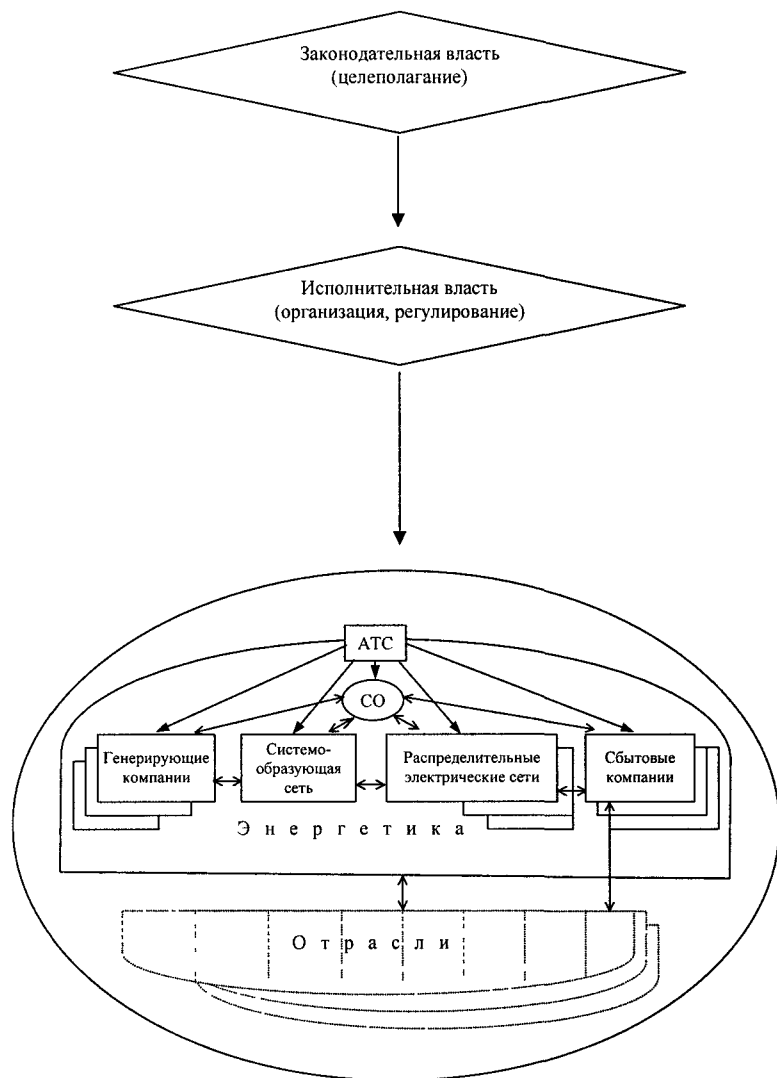 Законодательная власть
(целеполагание)
Исполнительная власть
(организация, регулирование)
АТС
СО
Генерирующие
компании
Системо-
образующая
сеть
Распределительные
электрические сети
Сбытовые
компании
Энергетика
Отрасли